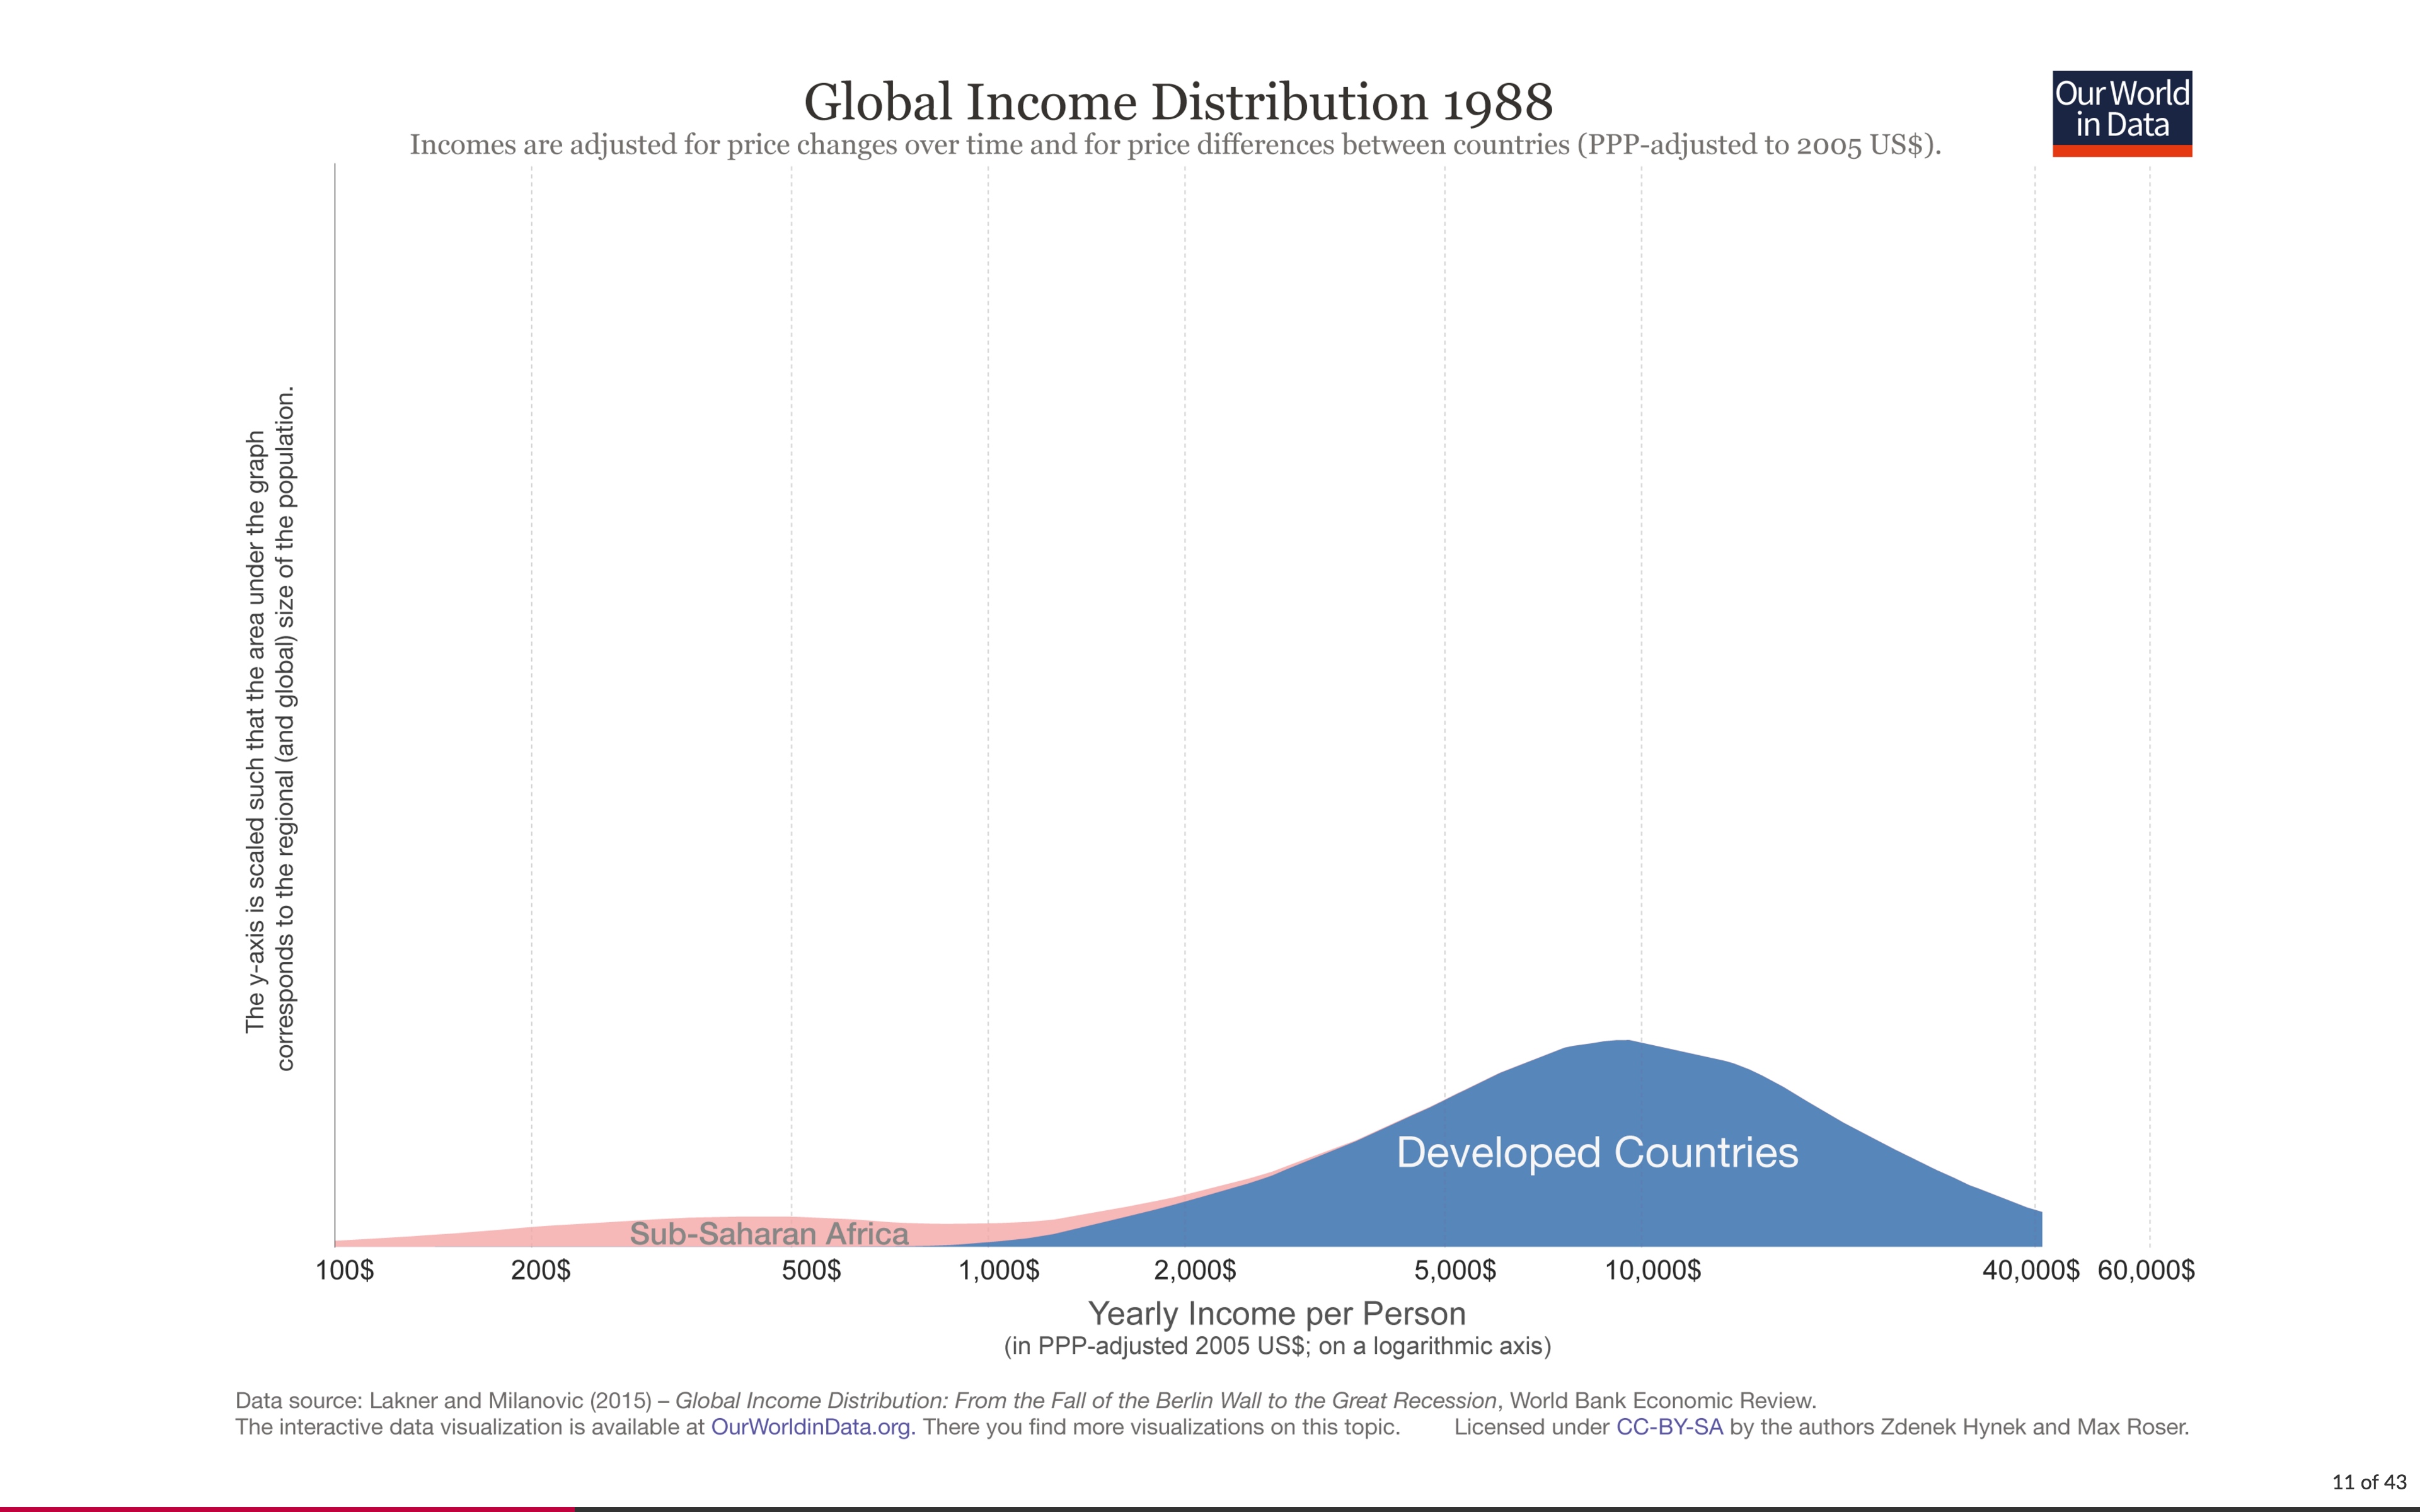 Global Income Distribution 1988
Our World
in Data
Incomes are adjusted for price changes over time and for price differences between countries (PPP-adjusted to 2005 US$).
The y-axis is scaled such that the area under the graph
corresponds to the regional (and global) size of the population.
Developed Countries
Sub-Saharan Africa
100$ 200$ 500$ 1,000$ 2,000$ 5,000$ 10,000$ 40,000$ 60,000$
Yearly Income per Person
(in PPP-adjusted 2005 US$; on a logarithmic axis)
Data source: Lakner and Milanovic (2015) – Global Income Distribution: From the Fall of the Berlin Wall to the Great Recession, World Bank Economic Review.
The interactive data visualization is available at OurWorldinData.org. There you find more visualizations on this topic. Licensed under CC-BY-SA by the authors Zdenek Hynek and Max Roser.
11 of 43